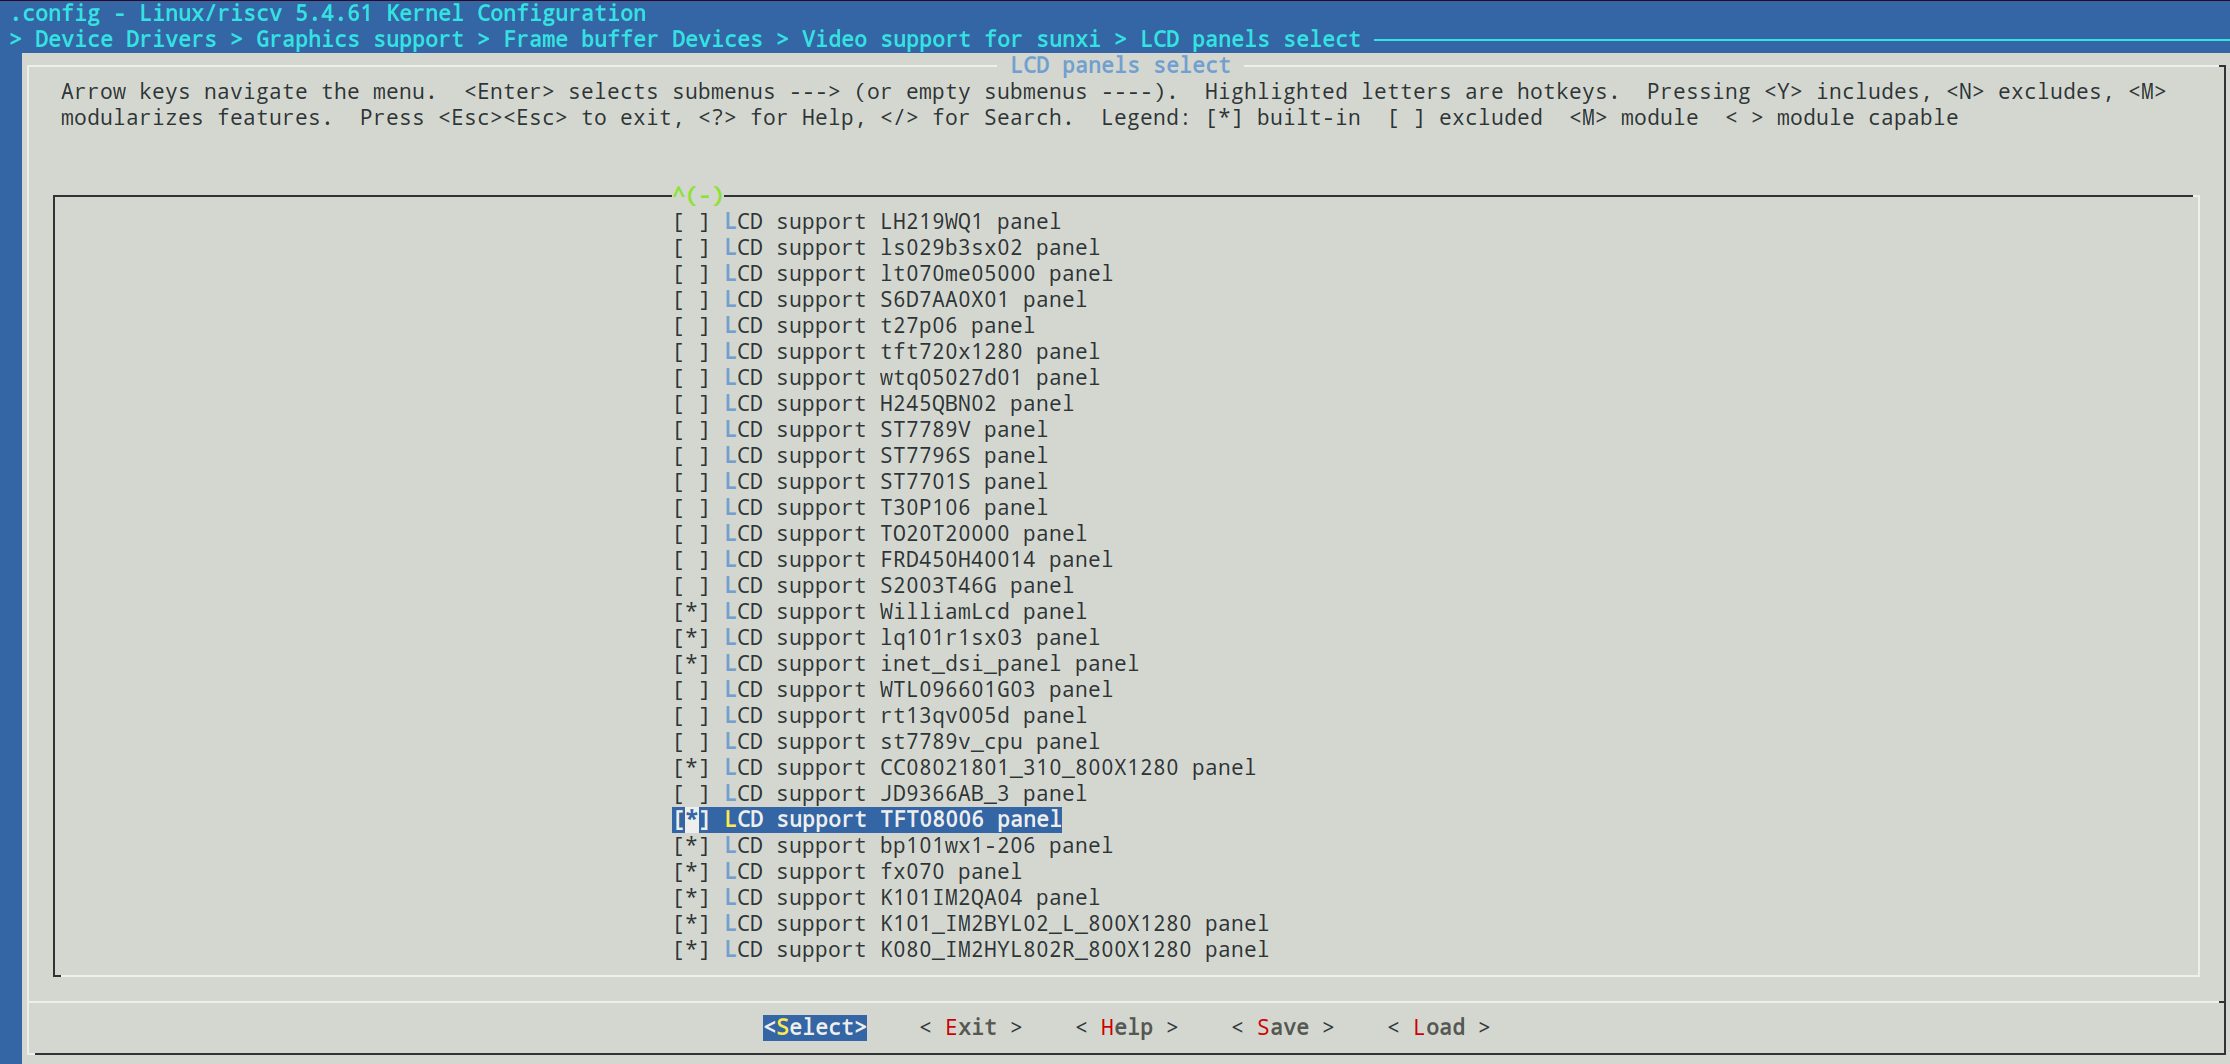 .config - Linux/riscv 5.4.61 Kernel Configuration
> Device Drivers > Graphics support > Frame buffer Devices > Video support for sunxi > LCD panels select
LCD panels select
Arrow keys navigate the menu.  <Enter> selects submenus ---> (or empty submenus ----).  Highlighted letters are hotkeys.  Pressing <Y> includes, <N> excludes, <M>
modularizes features.  Press <Esc><Esc> to exit, <?> for Help, </> for Search.  Legend: [*] built-in  [ ] excluded  <M> module  < > module capable
^(-)
[ ] LCD support LH219WQ1 panel
[ ] LCD support ls029b3sx02 panel
[ ] LCD support lt070me05000 panel
[ ] LCD support S6D7AA0X01 panel
[ ] LCD support t27p06 panel
[ ] LCD support tft720x1280 panel
[ ] LCD support wtq05027d01 panel
[ ] LCD support H245QBN02 panel
[ ] LCD support ST7789V panel
[ ] LCD support ST7796S panel
[ ] LCD support ST7701S panel
[ ] LCD support T30P106 panel
[ ] LCD support TO20T20000 panel
[ ] LCD support FRD450H40014 panel
[ ] LCD support S2003T46G panel
[*] LCD support WilliamLcd panel
[*] LCD support lq101r1sx03 panel
[*] LCD support inet_dsi_panel panel
[ ] LCD support WTL096601G03 panel
[ ] LCD support rt13qv005d panel
[ ] LCD support st7789v_cpu panel
[*] LCD support CC08021801_310_800X1280 panel
[ ] LCD support JD9366AB_3 panel
[*] LCD support TFT08006 panel
[*] LCD support bp101wx1-206 panel
[*] LCD support fx070 panel
[*] LCD support K101IM2QA04 panel
[*] LCD support K101_IM2BYL02_L_800X1280 panel
[*] LCD support K080_IM2HYL802R_800X1280 panel
<Select>    < Exit >    < Help >    < Save >    < Load >